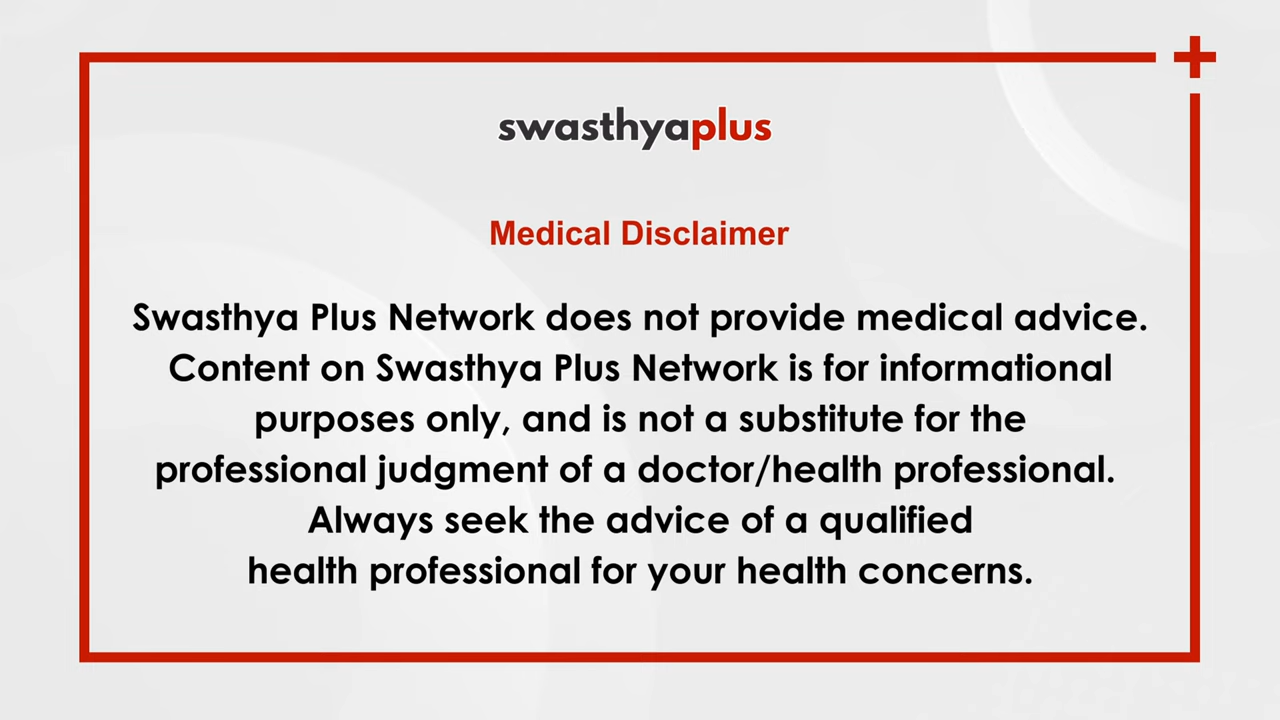 swasthyaplus
Medical Disclaimer
Swasthya Plus Network does not provide medical advice.
Content on Swasthya Plus Network is for informational
purposes only, and is not a substitute for the
professional judgment of a doctor/health professional.
Always seek the advice of a qualified
health professional for your health concerns.